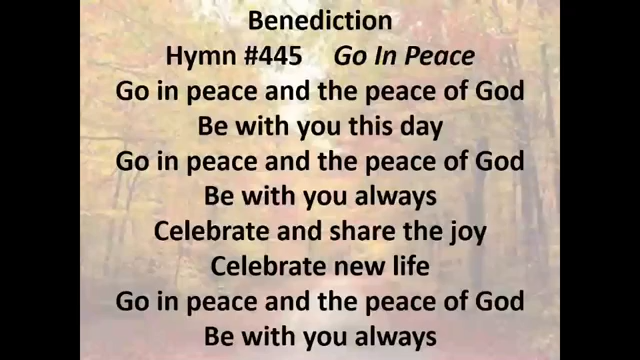 Benediction
Hymn #445 Go In Peace
Go in peace and the peace of God
Be with you this day
Go in peace and the peace of God
Be with you always
Celebrate and share the joy
Celebrate new life
Go in peace and the peace of God
Be with you always